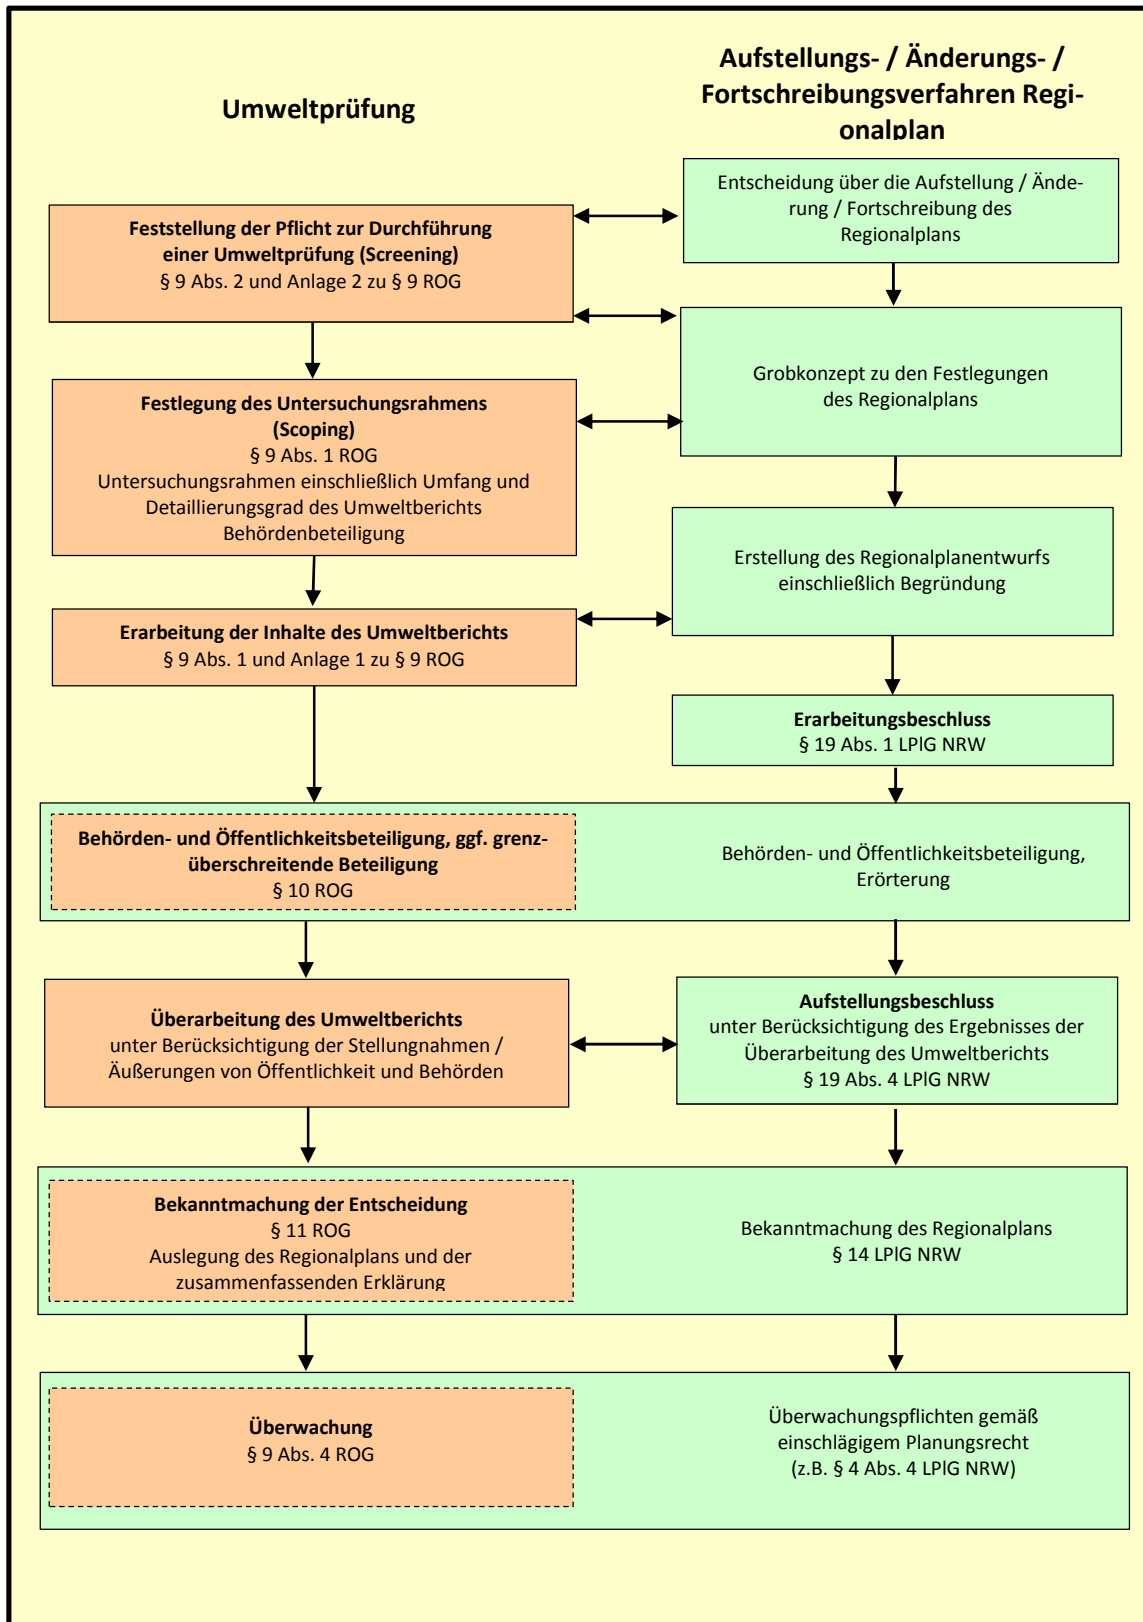 Umweltprüfung
Aufstellungs- / Änderungs- /
Fortschreibungsverfahren Regi-
onalplan
Entscheidung über die Aufstellung / Ände-
rung / Fortschreibung des
Regionalplans
Feststellung der Pflicht zur Durchführung
einer Umweltprüfung (Screening)
§ 9 Abs. 2 und Anlage 2 zu § 9 ROG
Grobkonzept zu den Festlegungen
des Regionalplans
Festlegung des Untersuchungsrahmens
(Scoping)
§ 9 Abs. 1 ROG
Untersuchungsrahmen einschließlich Umfang und
Detaillierungsgrad des Umweltberichts
Behördenbeteiligung
Erstellung des Regionalplanentwurfs
einschließlich Begründung
Erarbeitung der Inhalte des Umweltberichts
§ 9 Abs. 1 und Anlage 1 zu § 9 ROG
Erarbeitungsbeschluss
§ 19 Abs. 1 LPlG NRW
Behörden- und Öffentlichkeitsbeteiligung, ggf. grenz-
überschreitende Beteiligung
§ 10 ROG
Behörden- und Öffentlichkeitsbeteiligung,
Erörterung
Überarbeitung des Umweltberichts
unter Berücksichtigung der Stellungnahmen /
Äußerungen von Öffentlichkeit und Behörden
Aufstellungsbeschluss
unter Berücksichtigung des Ergebnisses der
Überarbeitung des Umweltberichts
§ 19 Abs. 4 LPlG NRW
Bekanntmachung der Entscheidung
§ 11 ROG
Auslegung des Regionalplans und der
zusammenfassenden Erklärung
Bekanntmachung des Regionalplans
§ 14 LPlG NRW
Überwachung
§ 9 Abs. 4 ROG
Überwachungspflichten gemäß
einschlägigem Planungsrecht
(z.B. § 4 Abs. 4 LPlG NRW)